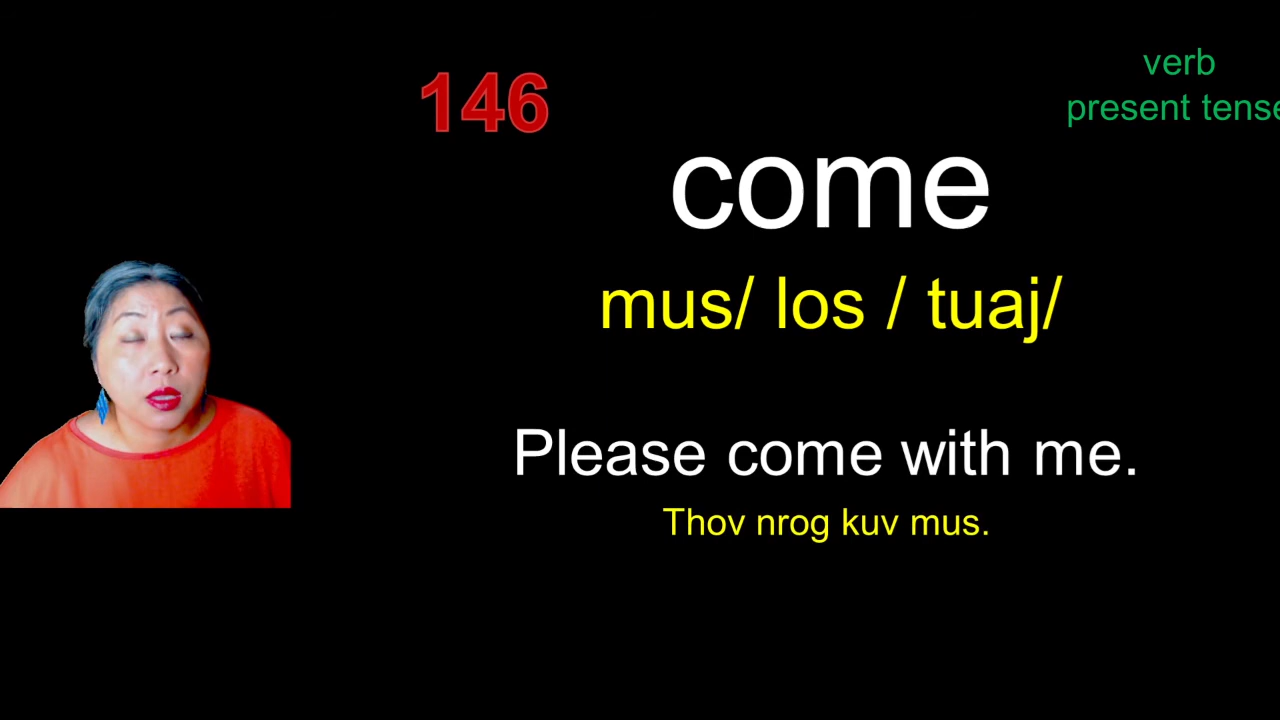 146
verb
present tense
come
mus/ los / tuaj/
Please come with me.
Thov nrog kuv mus.